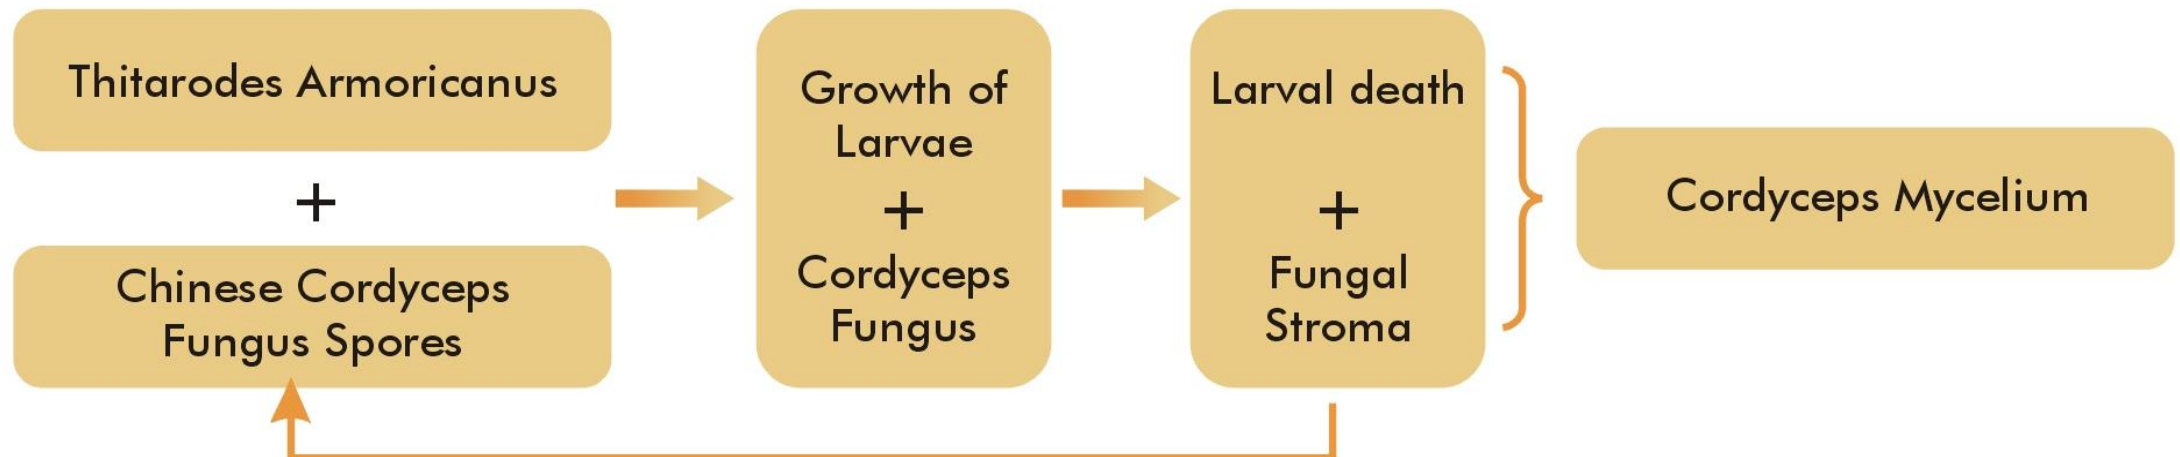 Thitarodes Armoricanus
+
Chinese Cordyceps
Fungus Spores
Growth of
Larvae
+
Cordyceps
Fungus
Larval death
+
Fungal
Stroma
Cordyceps Mycelium